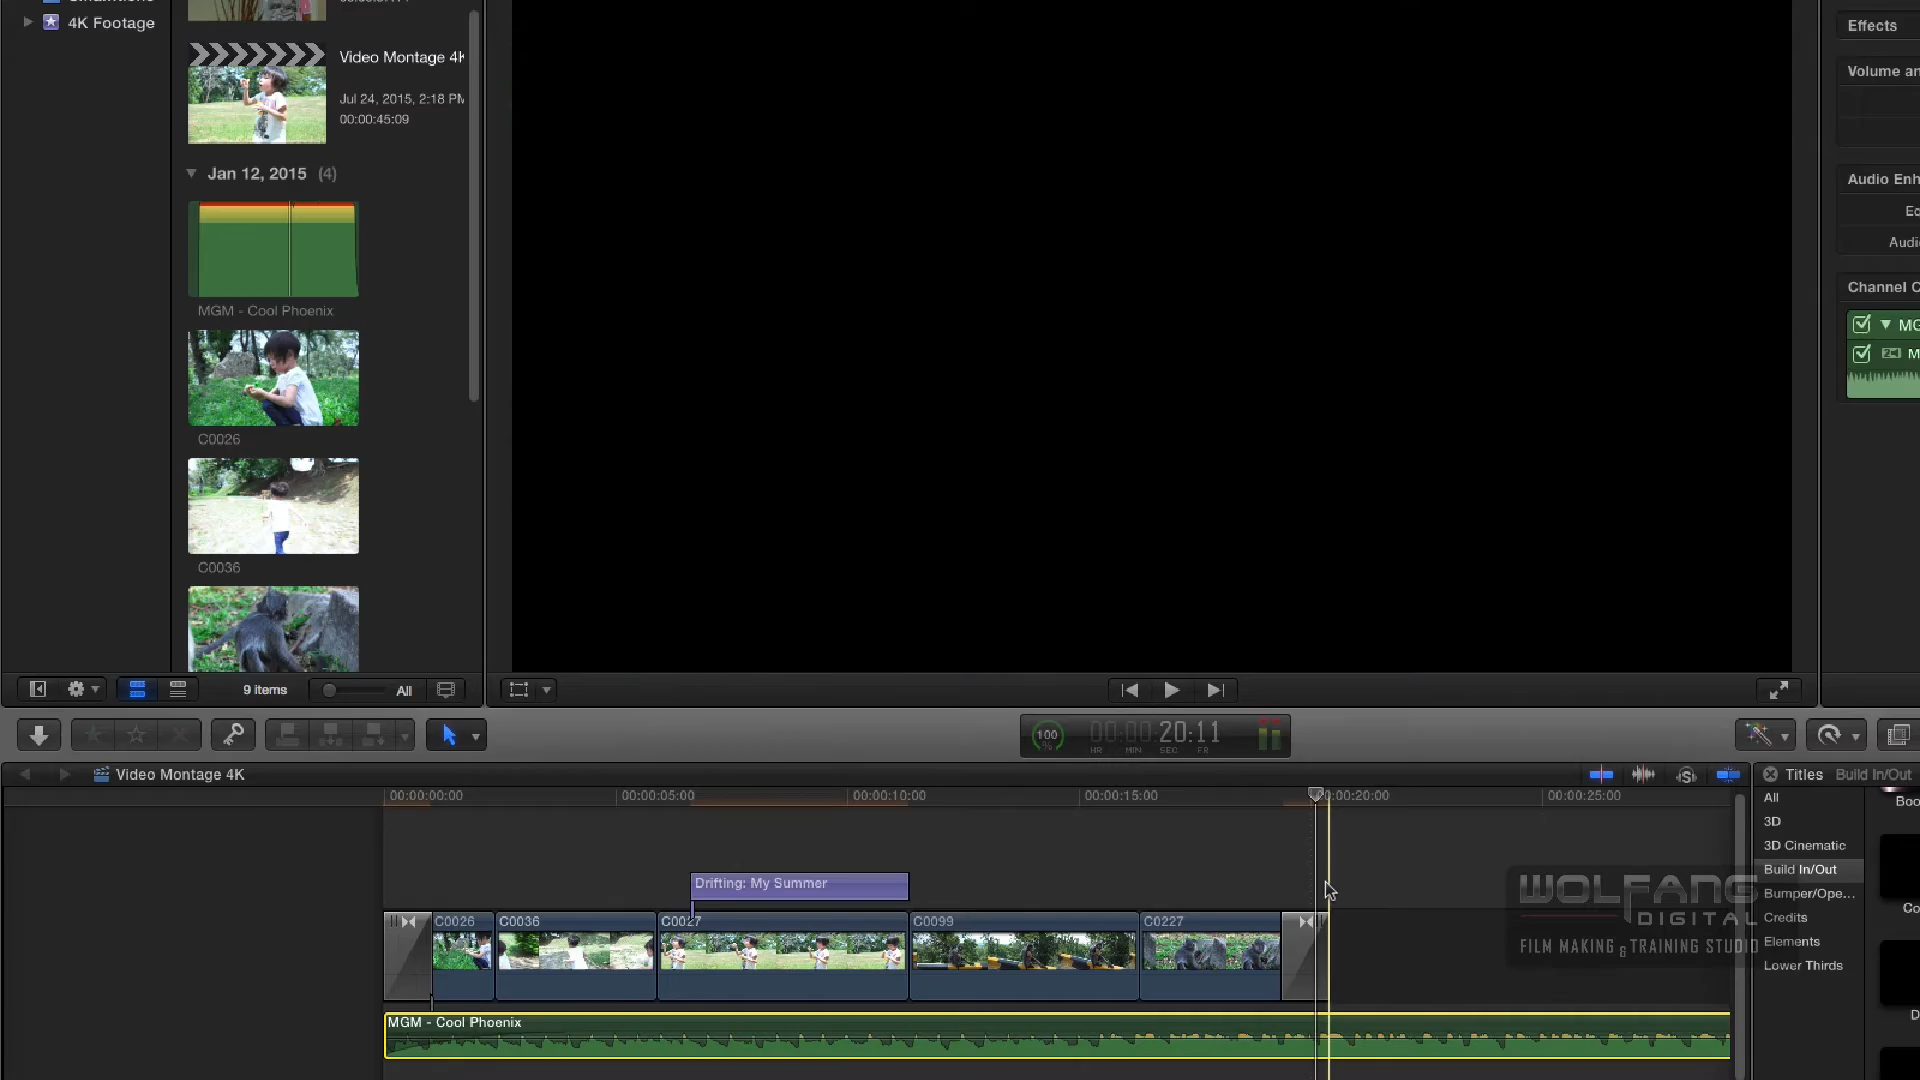 4K Footage
Video Montage 4K
Jul 24, 2015, 2:18 PM
00:00:45:09
Jan 12, 2015 (4)
MGM - Cool Phoenix
C0026
C0036
9 items
All
Effects
Volume an
Audio Enh
Audi
Channel C
MG
M
100
%
00:00:20:11
HR MIN SEC FR
Video Montage 4K
Titles Build In/Out
00:00:00:00
00:00:05:00
00:00:10:00
00:00:15:00
00:00:20:00
00:00:25:00
All
3D
3D Cinematic
Build In/Out
Bumper/Ope...
Credits
Elements
Lower Thirds
Boo
Co
D
Drifting: My Summer
C0026
C0036
C0027
C0099
C0227
MGM - Cool Phoenix
WOLFANG
DIGITAL
FILM MAKING & TRAINING STUDIO